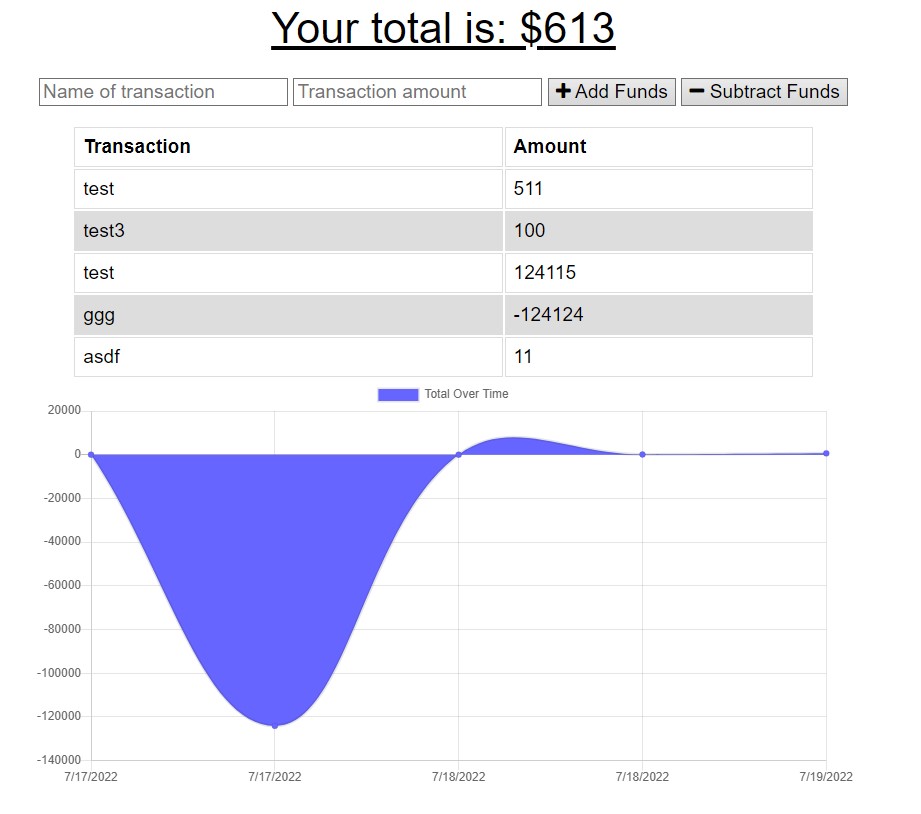 Your total is: $613
Name of transaction Transaction amount Add Funds Subtract Funds
Transaction Amount
test 511
test3 100
test 124115
ggg -124124
asdf 11
Total Over Time
20000
0
-20000
-40000
-60000
-80000
-100000
-120000
-140000
7/17/2022 7/17/2022 7/18/2022 7/18/2022 7/19/2022